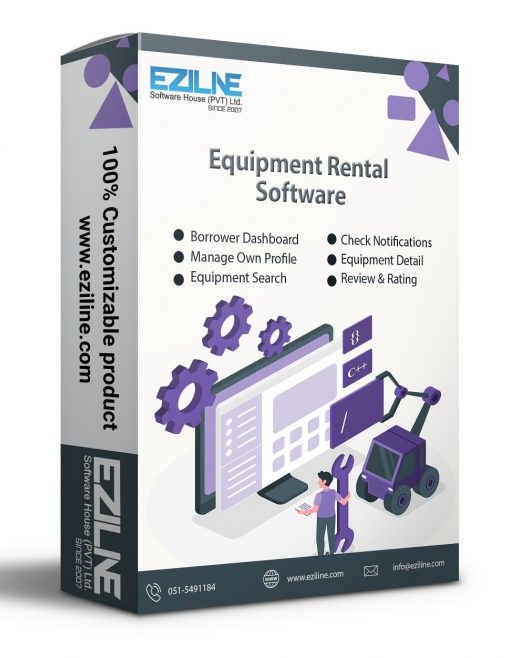 EZILINE
Software House (PVT) Ltd.
SINCE 2007
Equipment Rental
Software
Borrower Dashboard
Manage Own Profile
Equipment Search
Check Notifications
Equipment Detail
Review & Rating
{}
C++
/
051-5491184
www.eziline.com
info@eziline.com
100% Customizable product
www.eziline.com
EZILINE
Software House (PVT) Ltd.
SINCE 2007